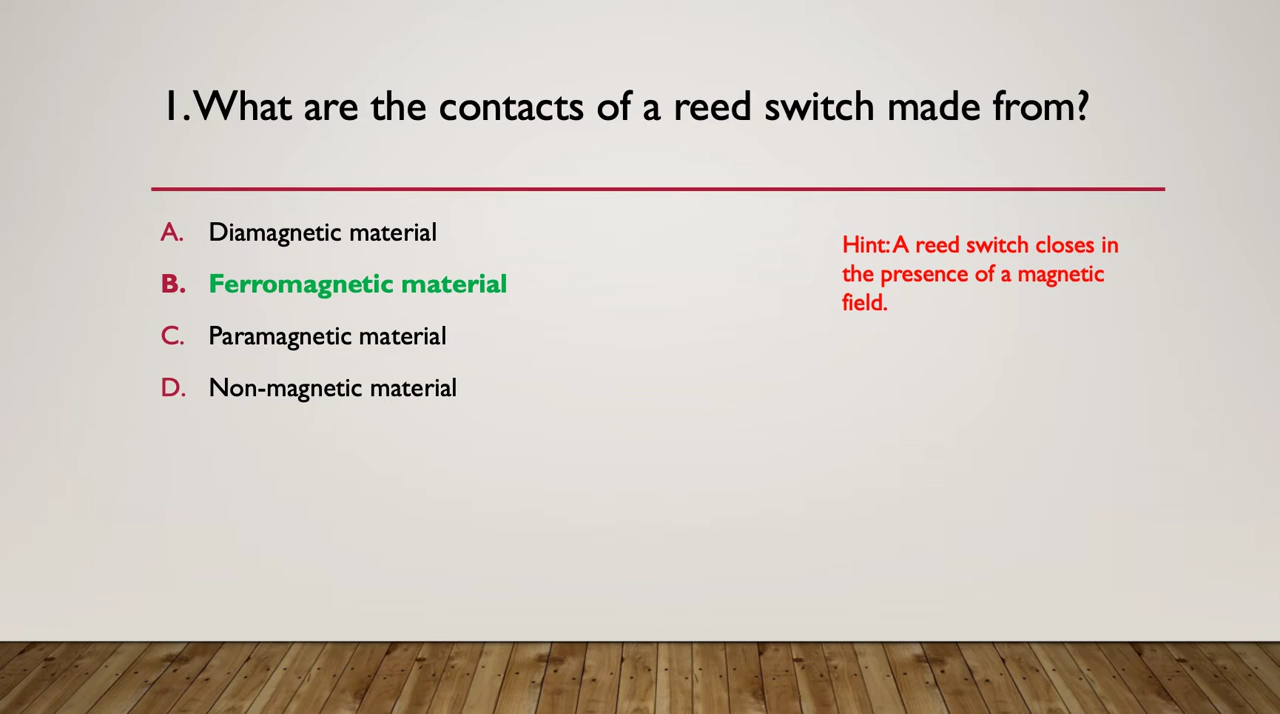 1. What are the contacts of a reed switch made from?
A. Diamagnetic material
B. Ferromagnetic material
C. Paramagnetic material
D. Non-magnetic material
Hint: A reed switch closes in
the presence of a magnetic
field.